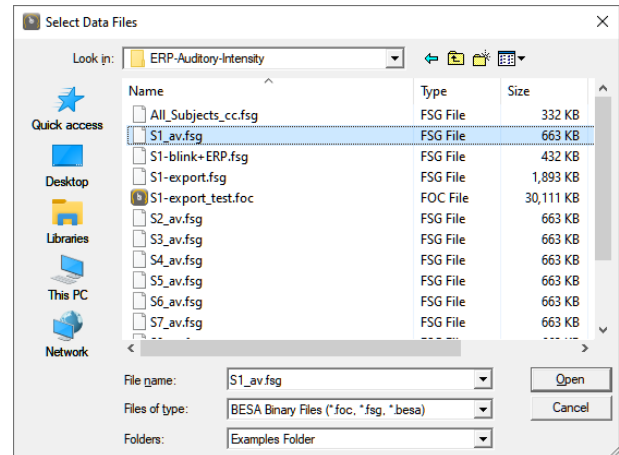 Select Data Files
Look in: ERP-Auditory-Intensity
Name Type Size
All_Subjects_cc.fsg FSG File 332 KB
S1_av.fsg FSG File 663 KB
S1-blink+ERP.fsg FSG File 432 KB
S1-export.fsg FSG File 1,893 KB
S1-export_test.foc FOC File 30,111 KB
S2_av.fsg FSG File 663 KB
S3_av.fsg FSG File 663 KB
S4_av.fsg FSG File 663 KB
S5_av.fsg FSG File 663 KB
S6_av.fsg FSG File 663 KB
S7_av.fsg FSG File 663 KB
Quick access
Desktop
Libraries
This PC
Network
File name: S1_av.fsg Open
Files of type: BESA Binary Files (*.foc, *.fsg, *.besa) Cancel
Folders: Examples Folder